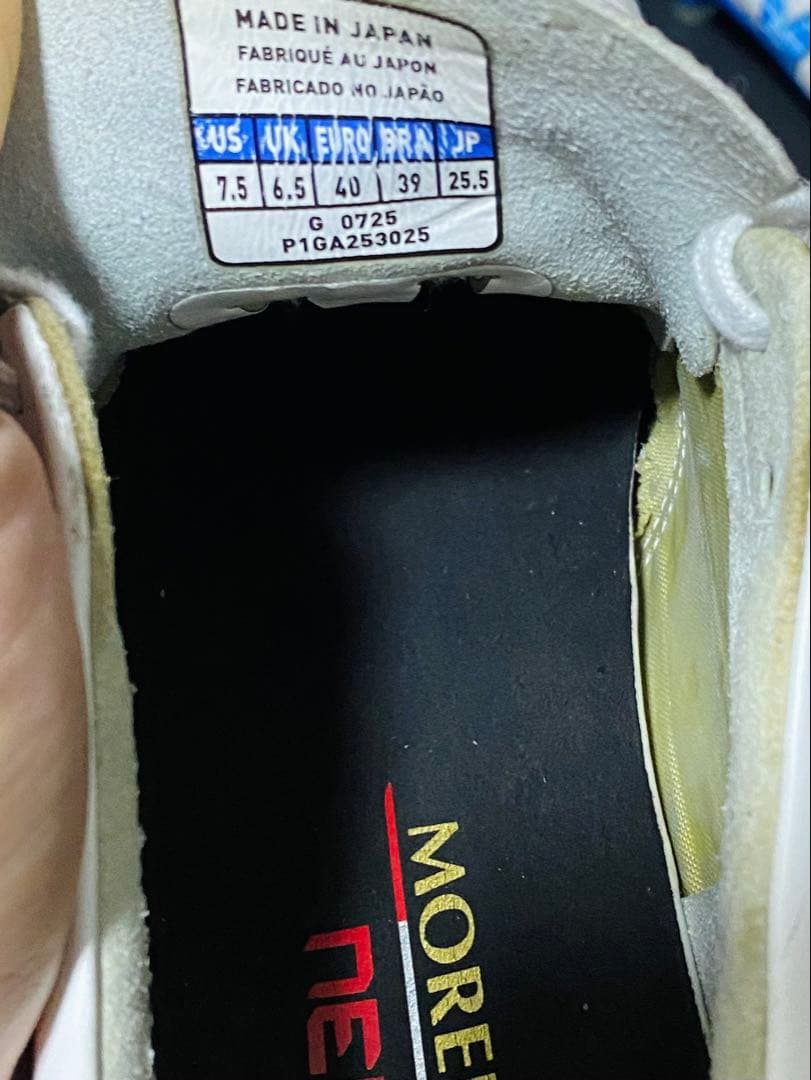 MADE IN JAPAN
FABRIQUÉ AU JAPON
FABRICADO NO JAPÃO
US UK EURO BRA JP
7.5 6.5 40 39 25.5
G 0725
P1GA253025
MORE
ne